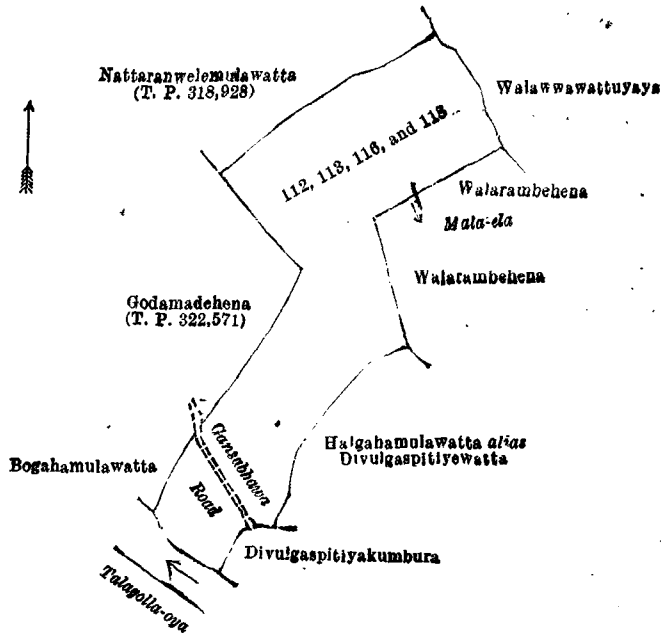 Nattaranwelemulawatta
(T. P. 318,928)
Walawwawattuyaya
112, 113, 116, and 118
Walarambehena
Mala-ela
Walarambehena
Godamadehena
(T. P. 322,571)
Halgahamulawatta alias
Divulgaspitiyewatta
Gansabhawa
Road
Bogahamulawatta
Divulgaspitiyakumbura
Talagolla-oya